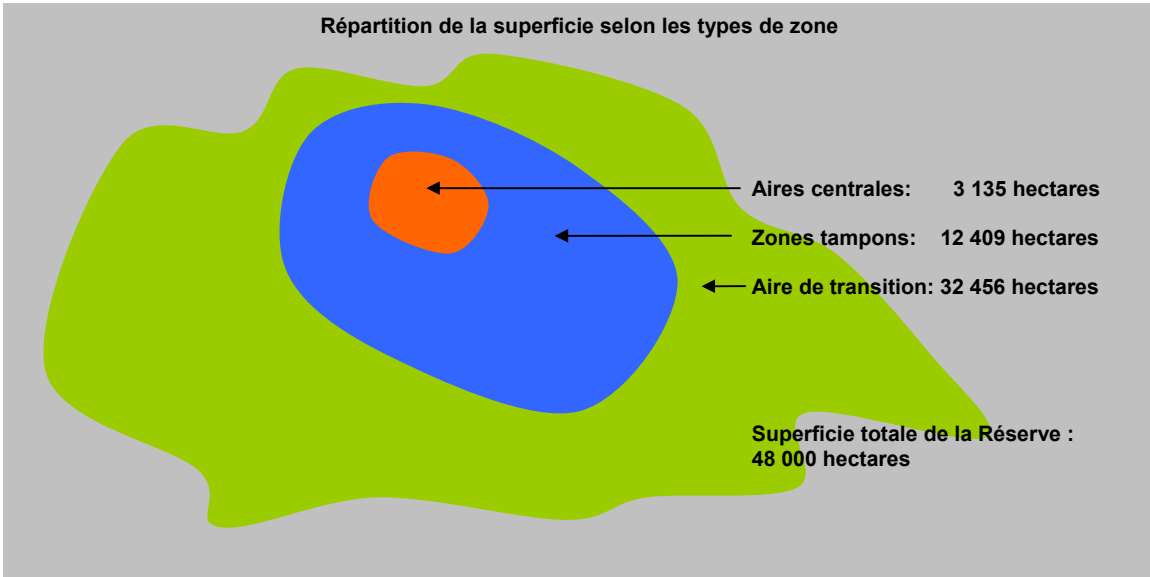 Répartition de la superficie selon les types de zone
Aires centrales: 3 135 hectares
Zones tampons: 12 409 hectares
Aire de transition: 32 456 hectares
Superficie totale de la Réserve :
48 000 hectares